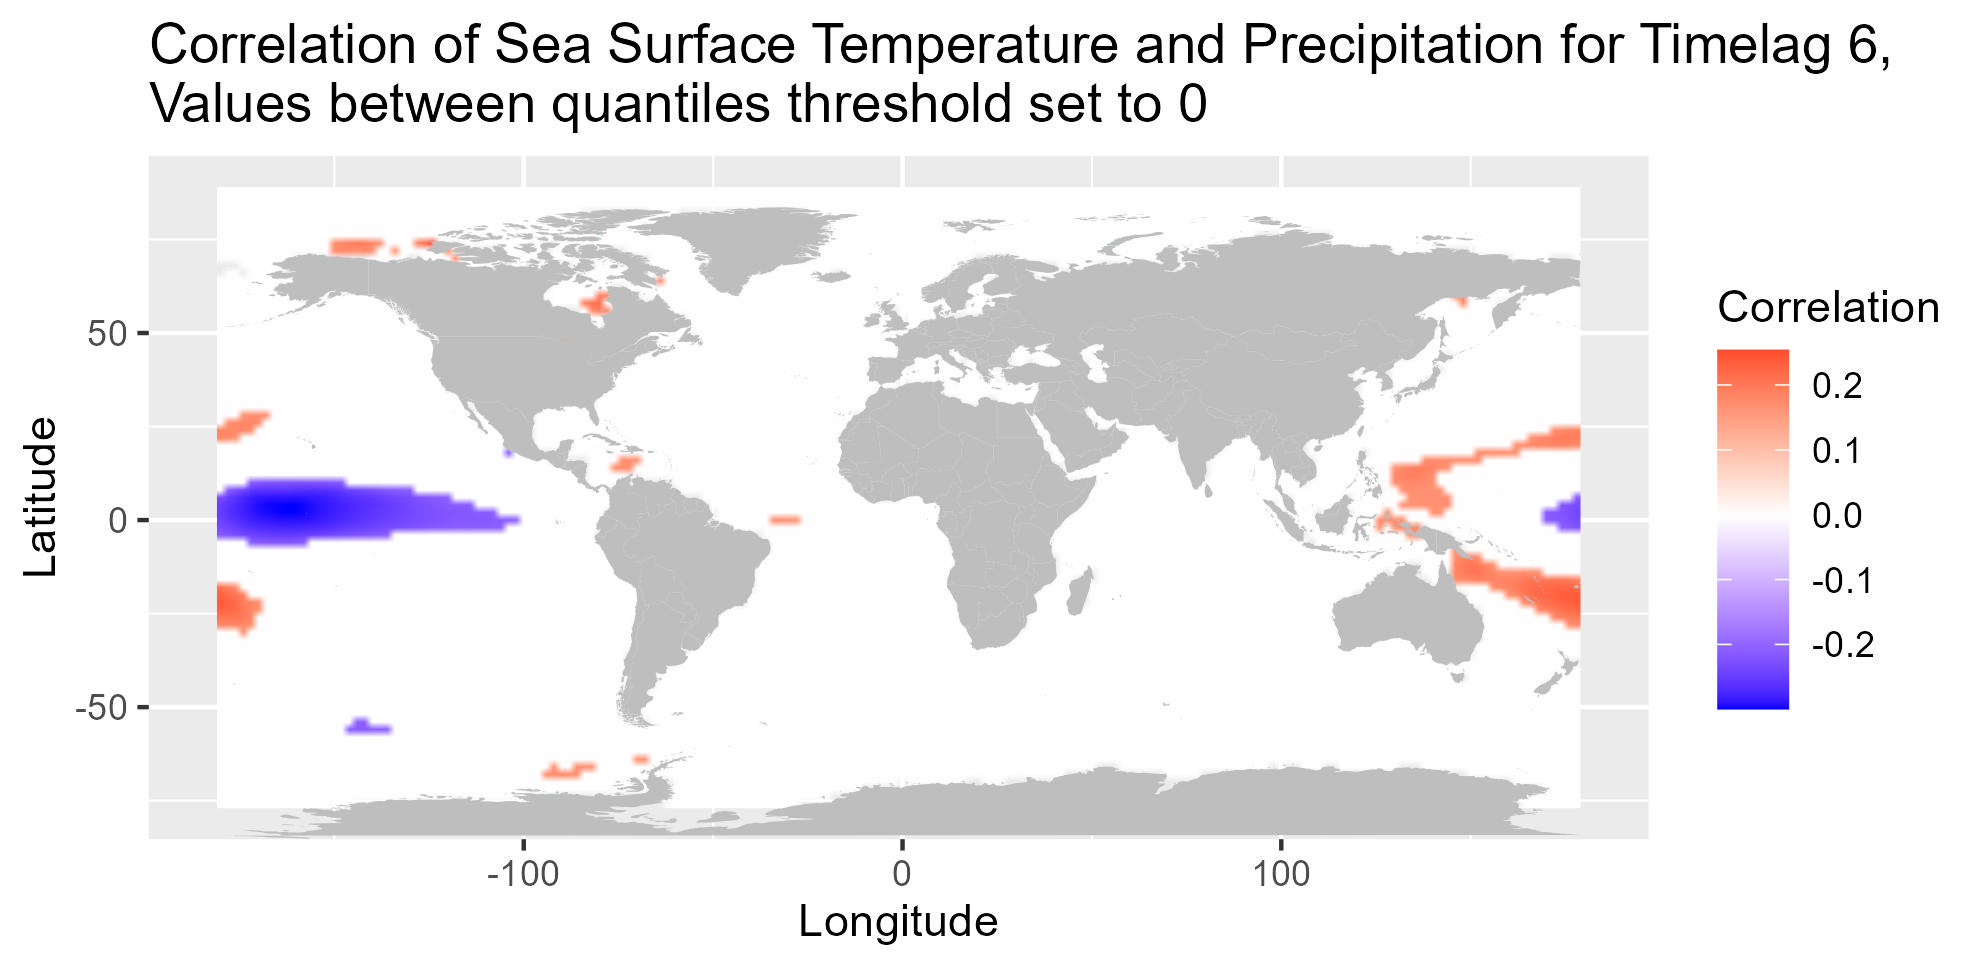 Correlation of Sea Surface Temperature and Precipitation for Timelag 6,
Values between quantiles threshold set to 0
Correlation
0.2
0.1
0.0
-0.1
-0.2
Latitude
50
0
-50
-100
0
100
Longitude